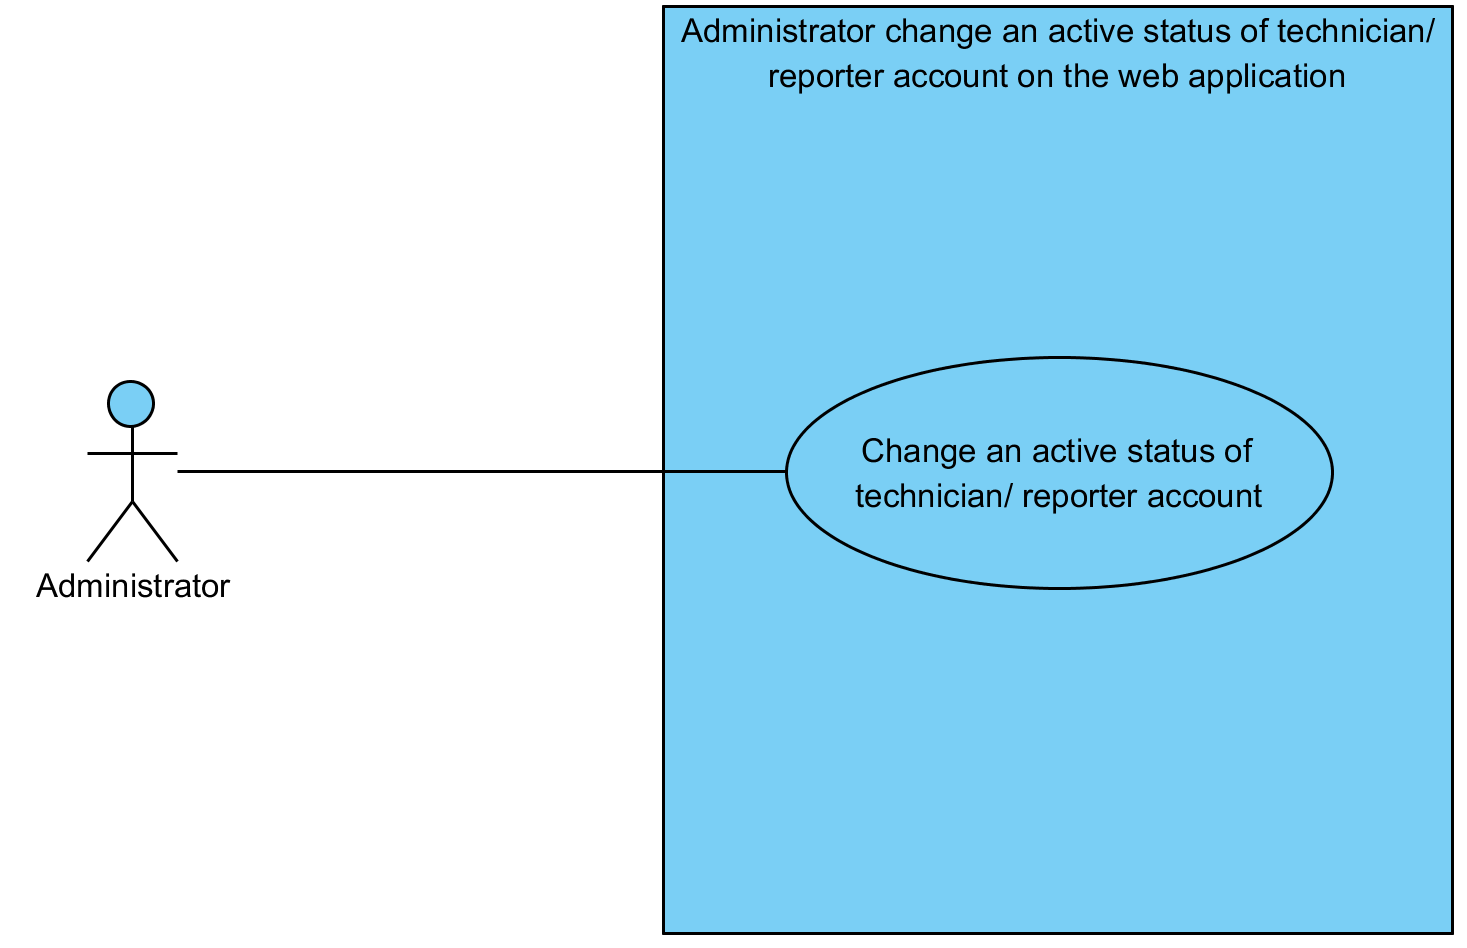 Administrator change an active status of technician/
reporter account on the web application
Change an active status of
technician/ reporter account
Administrator